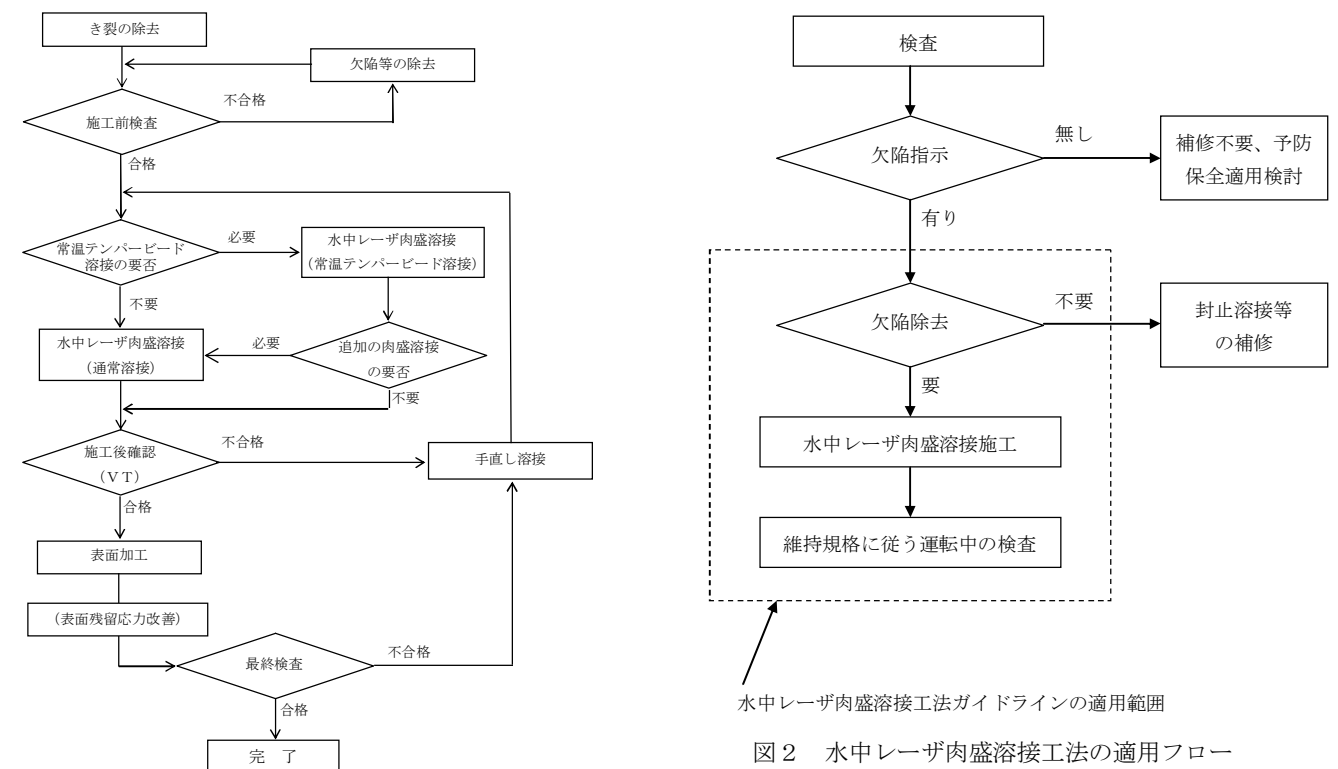 き裂の除去
欠陥等の除去
不合格
施工前検査
合格
常温テンパービード
溶接の要否
必要
水中レーザ肉盛溶接
(常温テンパービード溶接)
不要
水中レーザ肉盛溶接
(通常溶接)
必要
追加の肉盛溶接
の要否
不要
施工後確認
(ＶＴ)
不合格
手直し溶接
合格
表面加工
(表面残留応力改善)
最終検査
不合格
合格
完　了
検査
欠陥指示
無し
補修不要、予防
保全適用検討
有り
欠陥除去
不要
封止溶接等
の補修
要
水中レーザ肉盛溶接施工
維持規格に従う運転中の検査
水中レーザ肉盛溶接工法ガイドラインの適用範囲
図２　水中レーザ肉盛溶接工法の適用フロー